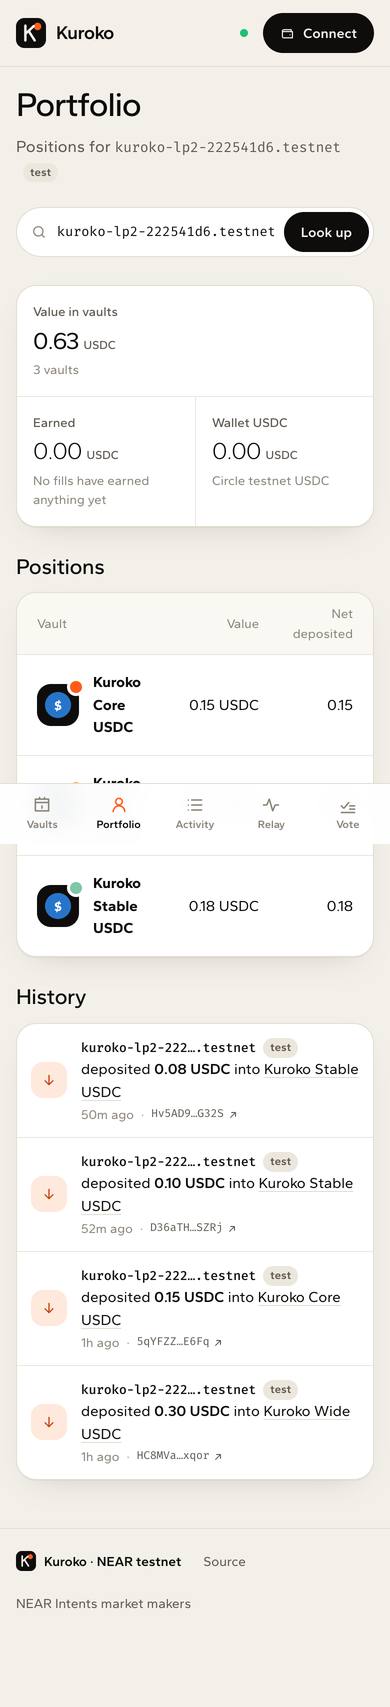 Kuroko
Connect
Portfolio
Positions for kuroko-lp2-222541d6.testnet
test
kuroko-lp2-222541d6.testnet
Look up
Value in vaults
0.63 USDC
3 vaults
Earned
0.00 USDC
No fills have earned
anything yet
Wallet USDC
0.00 USDC
Circle testnet USDC
Positions
Vault
Value
Net
deposited
Kuroko
Core
USDC
0.15 USDC
0.15
Kuroko
Vaults
Portfolio
Activity
Relay
Vote
Kuroko
Stable
USDC
0.18 USDC
0.18
History
kuroko-lp2-222….testnet test
deposited 0.08 USDC into Kuroko Stable
USDC
50m ago · Hv5AD9…G32S ↗
kuroko-lp2-222….testnet test
deposited 0.10 USDC into Kuroko Stable
USDC
52m ago · D36aTH…SZRj ↗
kuroko-lp2-222….testnet test
deposited 0.15 USDC into Kuroko Core
USDC
1h ago · 5qYFZZ…E6Fq ↗
kuroko-lp2-222….testnet test
deposited 0.30 USDC into Kuroko Wide
USDC
1h ago · HC8MVa…xqor ↗
Kuroko · NEAR testnet
Source
NEAR Intents market makers